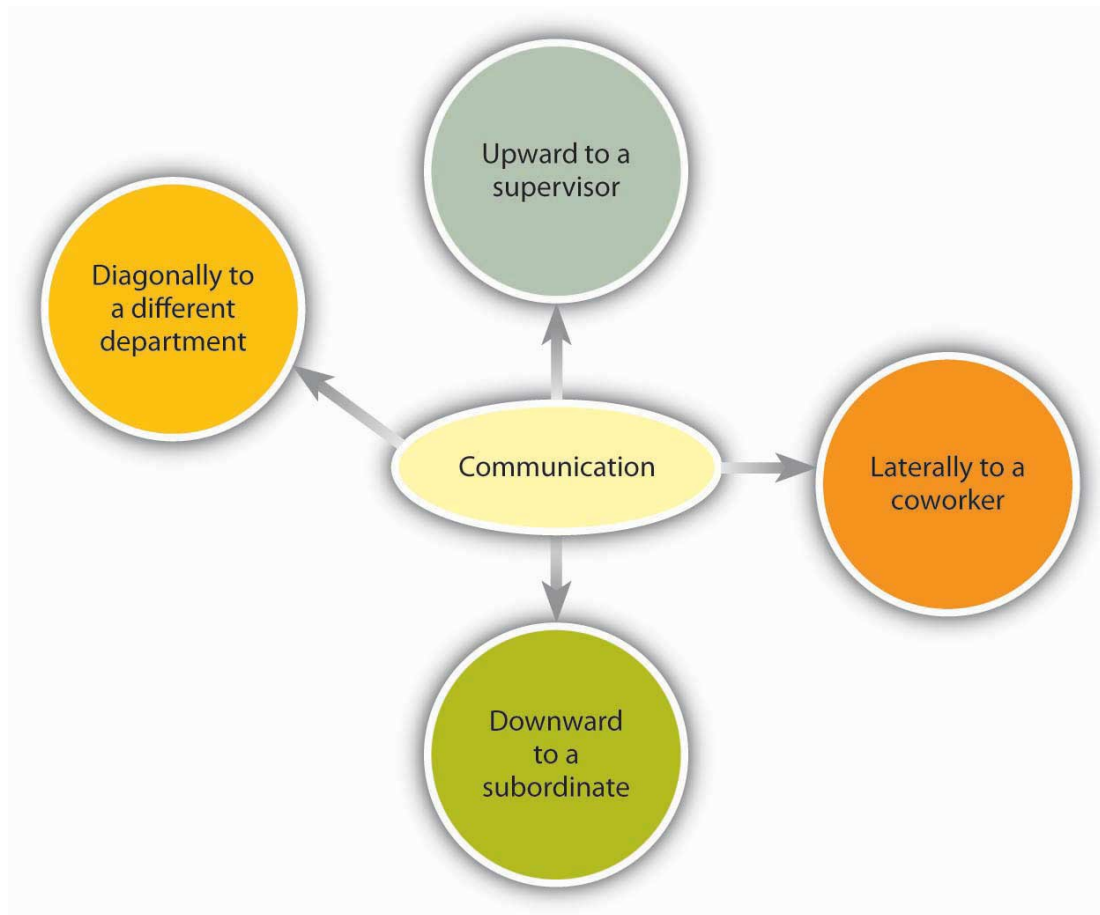 Upward to a
supervisor
Diagonally to
a different
department
Communication
Laterally to a
coworker
Downward
to a
subordinate